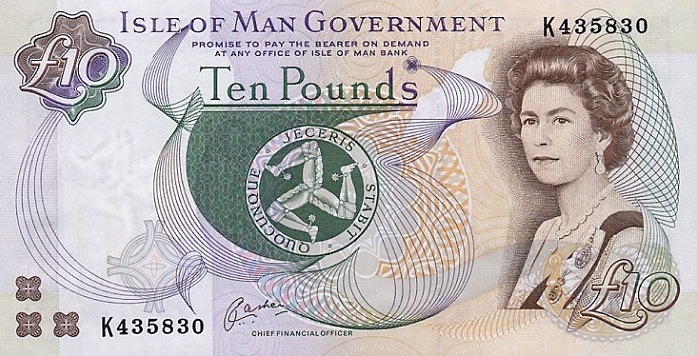 ISLE OF MAN GOVERNMENT
K435830
PROMISE TO PAY THE BEARER ON DEMAND
AT ANY OFFICE OF ISLE OF MAN BANK
£10
TEN POUNDS
QUOCUNQUE · JECERIS · STABIT
K435830
CHIEF FINANCIAL OFFICER
£10